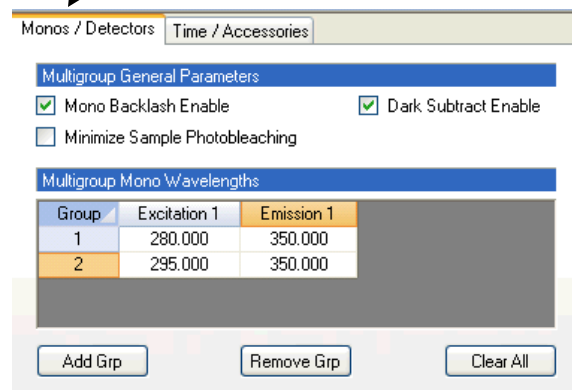 Monos / Detectors Time / Accessories
Multigroup General Parameters
Mono Backlash Enable Dark Subtract Enable
Minimize Sample Photobleaching
Multigroup Mono Wavelengths
Group Excitation 1 Emission 1
1 280.000 350.000
2 295.000 350.000
Add Grp Remove Grp Clear All